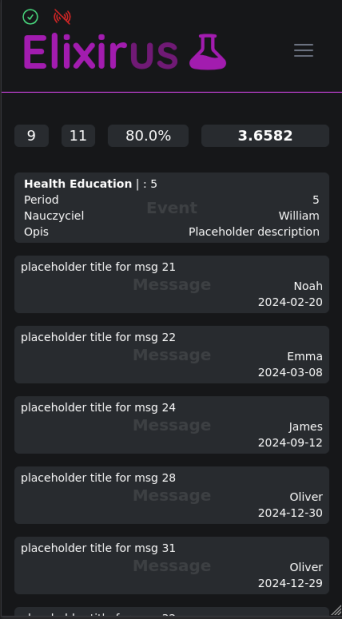 Elixirus
9 11 80.0% 3.6582
Health Education | : 5
Period 5
Event
Nauczyciel William
Opis Placeholder description
placeholder title for msg 21
Message
Noah
2024-02-20
placeholder title for msg 22
Message
Emma
2024-03-08
placeholder title for msg 24
Message
James
2024-09-12
placeholder title for msg 28
Message
Oliver
2024-12-30
placeholder title for msg 31
Message
Oliver
2024-12-29